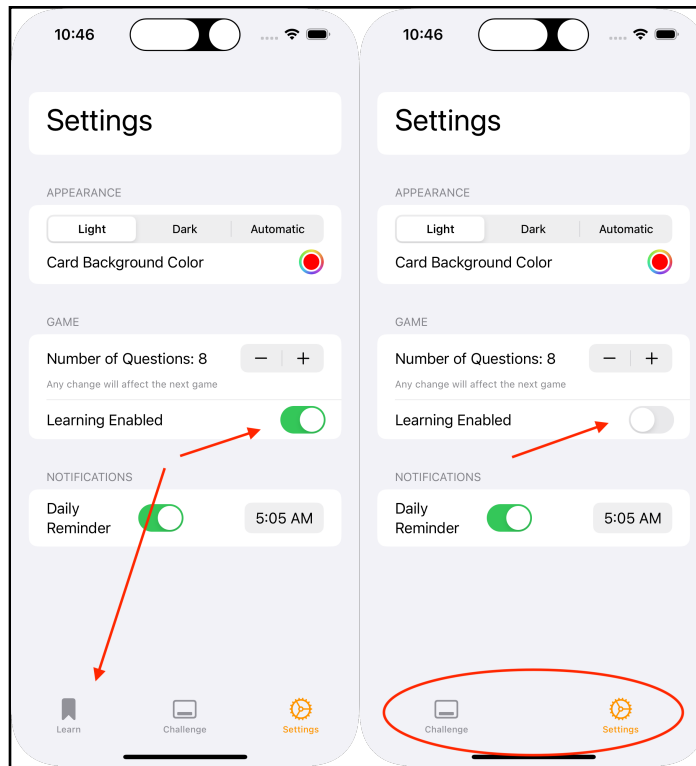 10:46
Settings
APPEARANCE
Light Dark Automatic
Card Background Color
GAME
Number of Questions: 8 − +
Any change will affect the next game
Learning Enabled
NOTIFICATIONS
Daily
Reminder
5:05 AM
Learn Challenge Settings
10:46
Settings
APPEARANCE
Light Dark Automatic
Card Background Color
GAME
Number of Questions: 8 − +
Any change will affect the next game
Learning Enabled
NOTIFICATIONS
Daily
Reminder
5:05 AM
Challenge Settings